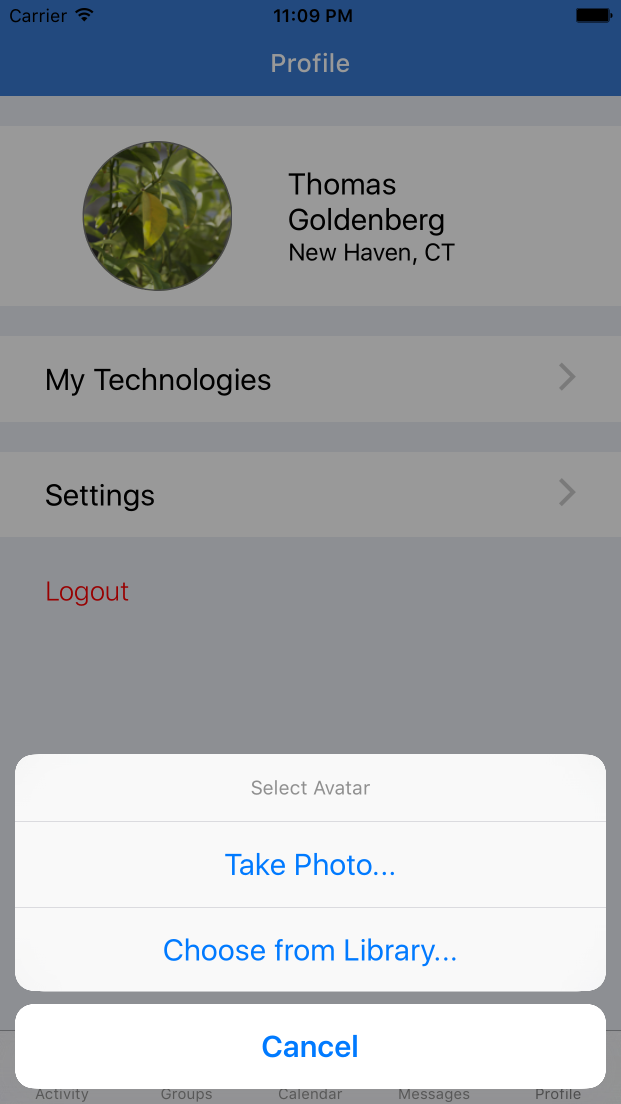 Carrier 11:09 PM
Profile
Thomas
Goldenberg
New Haven, CT
My Technologies
Settings
Logout
Select Avatar
Take Photo...
Choose from Library...
Cancel
Activity Groups Calendar Messages Profile